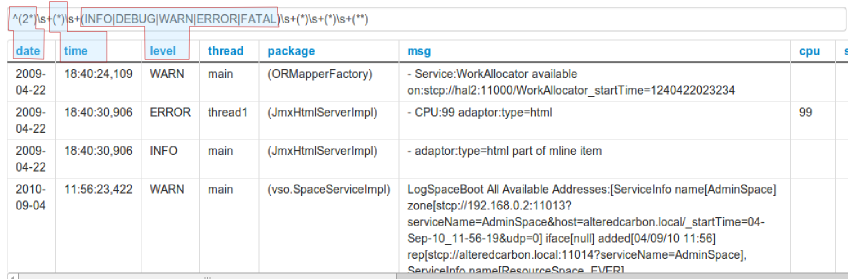 ^(2*)\s+(*)\s+(INFO|DEBUG|WARN|ERROR|FATAL)\s+(*)\s+(*)\s+(**)
date time level thread package msg cpu s
2009- 18:40:24,109 WARN main (ORMapperFactory) - Service:WorkAllocator available
04-22 on:stcp://hal2:11000/WorkAllocator_startTime=1240422023234
2009- 18:40:30,906 ERROR thread1 (JmxHtmlServerImpl) - CPU:99 adaptor:type=html 99
04-22
2009- 18:40:30,906 INFO main (JmxHtmlServerImpl) - adaptor:type=html part of mline item
04-22
2010- 11:56:23,422 WARN main (vso.SpaceServiceImpl) LogSpaceBoot All Available Addresses:[ServiceInfo name[AdminSpace]
09-04 zone[stcp://192.168.0.2:11013?
serviceName=AdminSpace&host=alteredcarbon.local/_startTime=04-
Sep-10_11-56-19&udp=0] iface[null] added[04/09/10 11:56]
rep[stcp://alteredcarbon.local:11014?serviceName=AdminSpace],
ServiceInfo name[ResourceSpace_EVER]